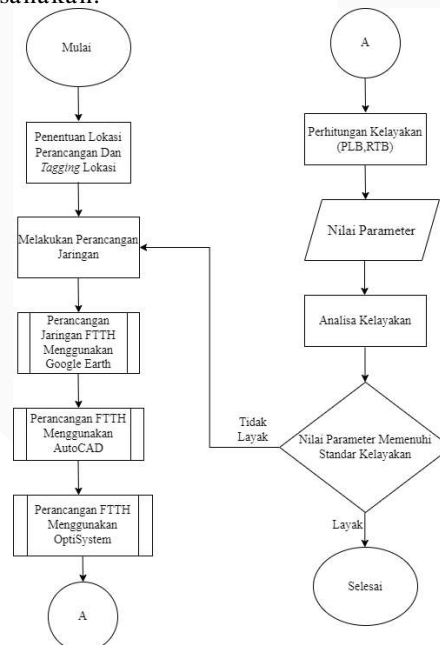 Mulai
Penentuan Lokasi
Perancangan Dan
Tagging Lokasi
Melakukan Perancangan
Jaringan
Perancangan
Jaringan FTTH
Menggunakan
Google Earth
Perancangan FTTH
Menggunakan
AutoCAD
Perancangan FTTH
Menggunakan
OptiSystem
A
A
Perhitungan Kelayakan
(PLB,RTB)
Nilai Parameter
Analisa Kelayakan
Nilai Parameter Memenuhi
Standar Kelayakan
Tidak
Layak
Layak
Selesai